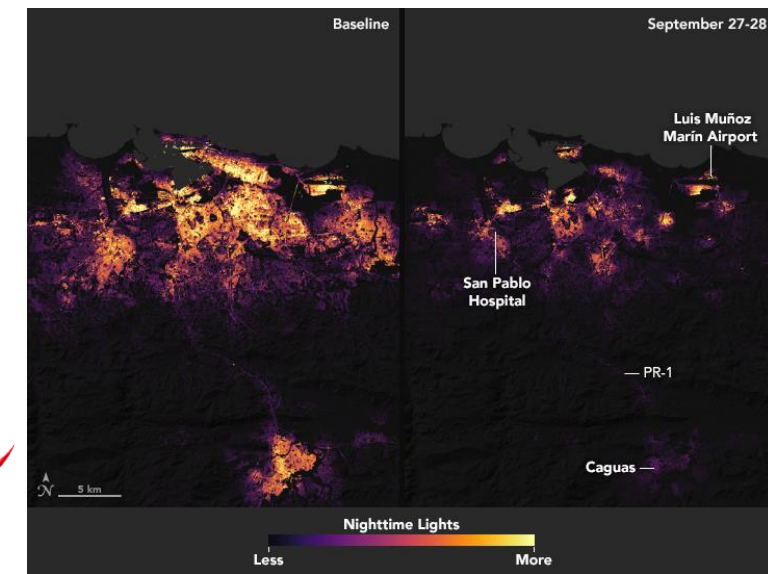 Baseline
September 27-28
Luis Muñoz
Marín Airport
San Pablo
Hospital
PR-1
Caguas
N
5 km
Nighttime Lights
Less
More